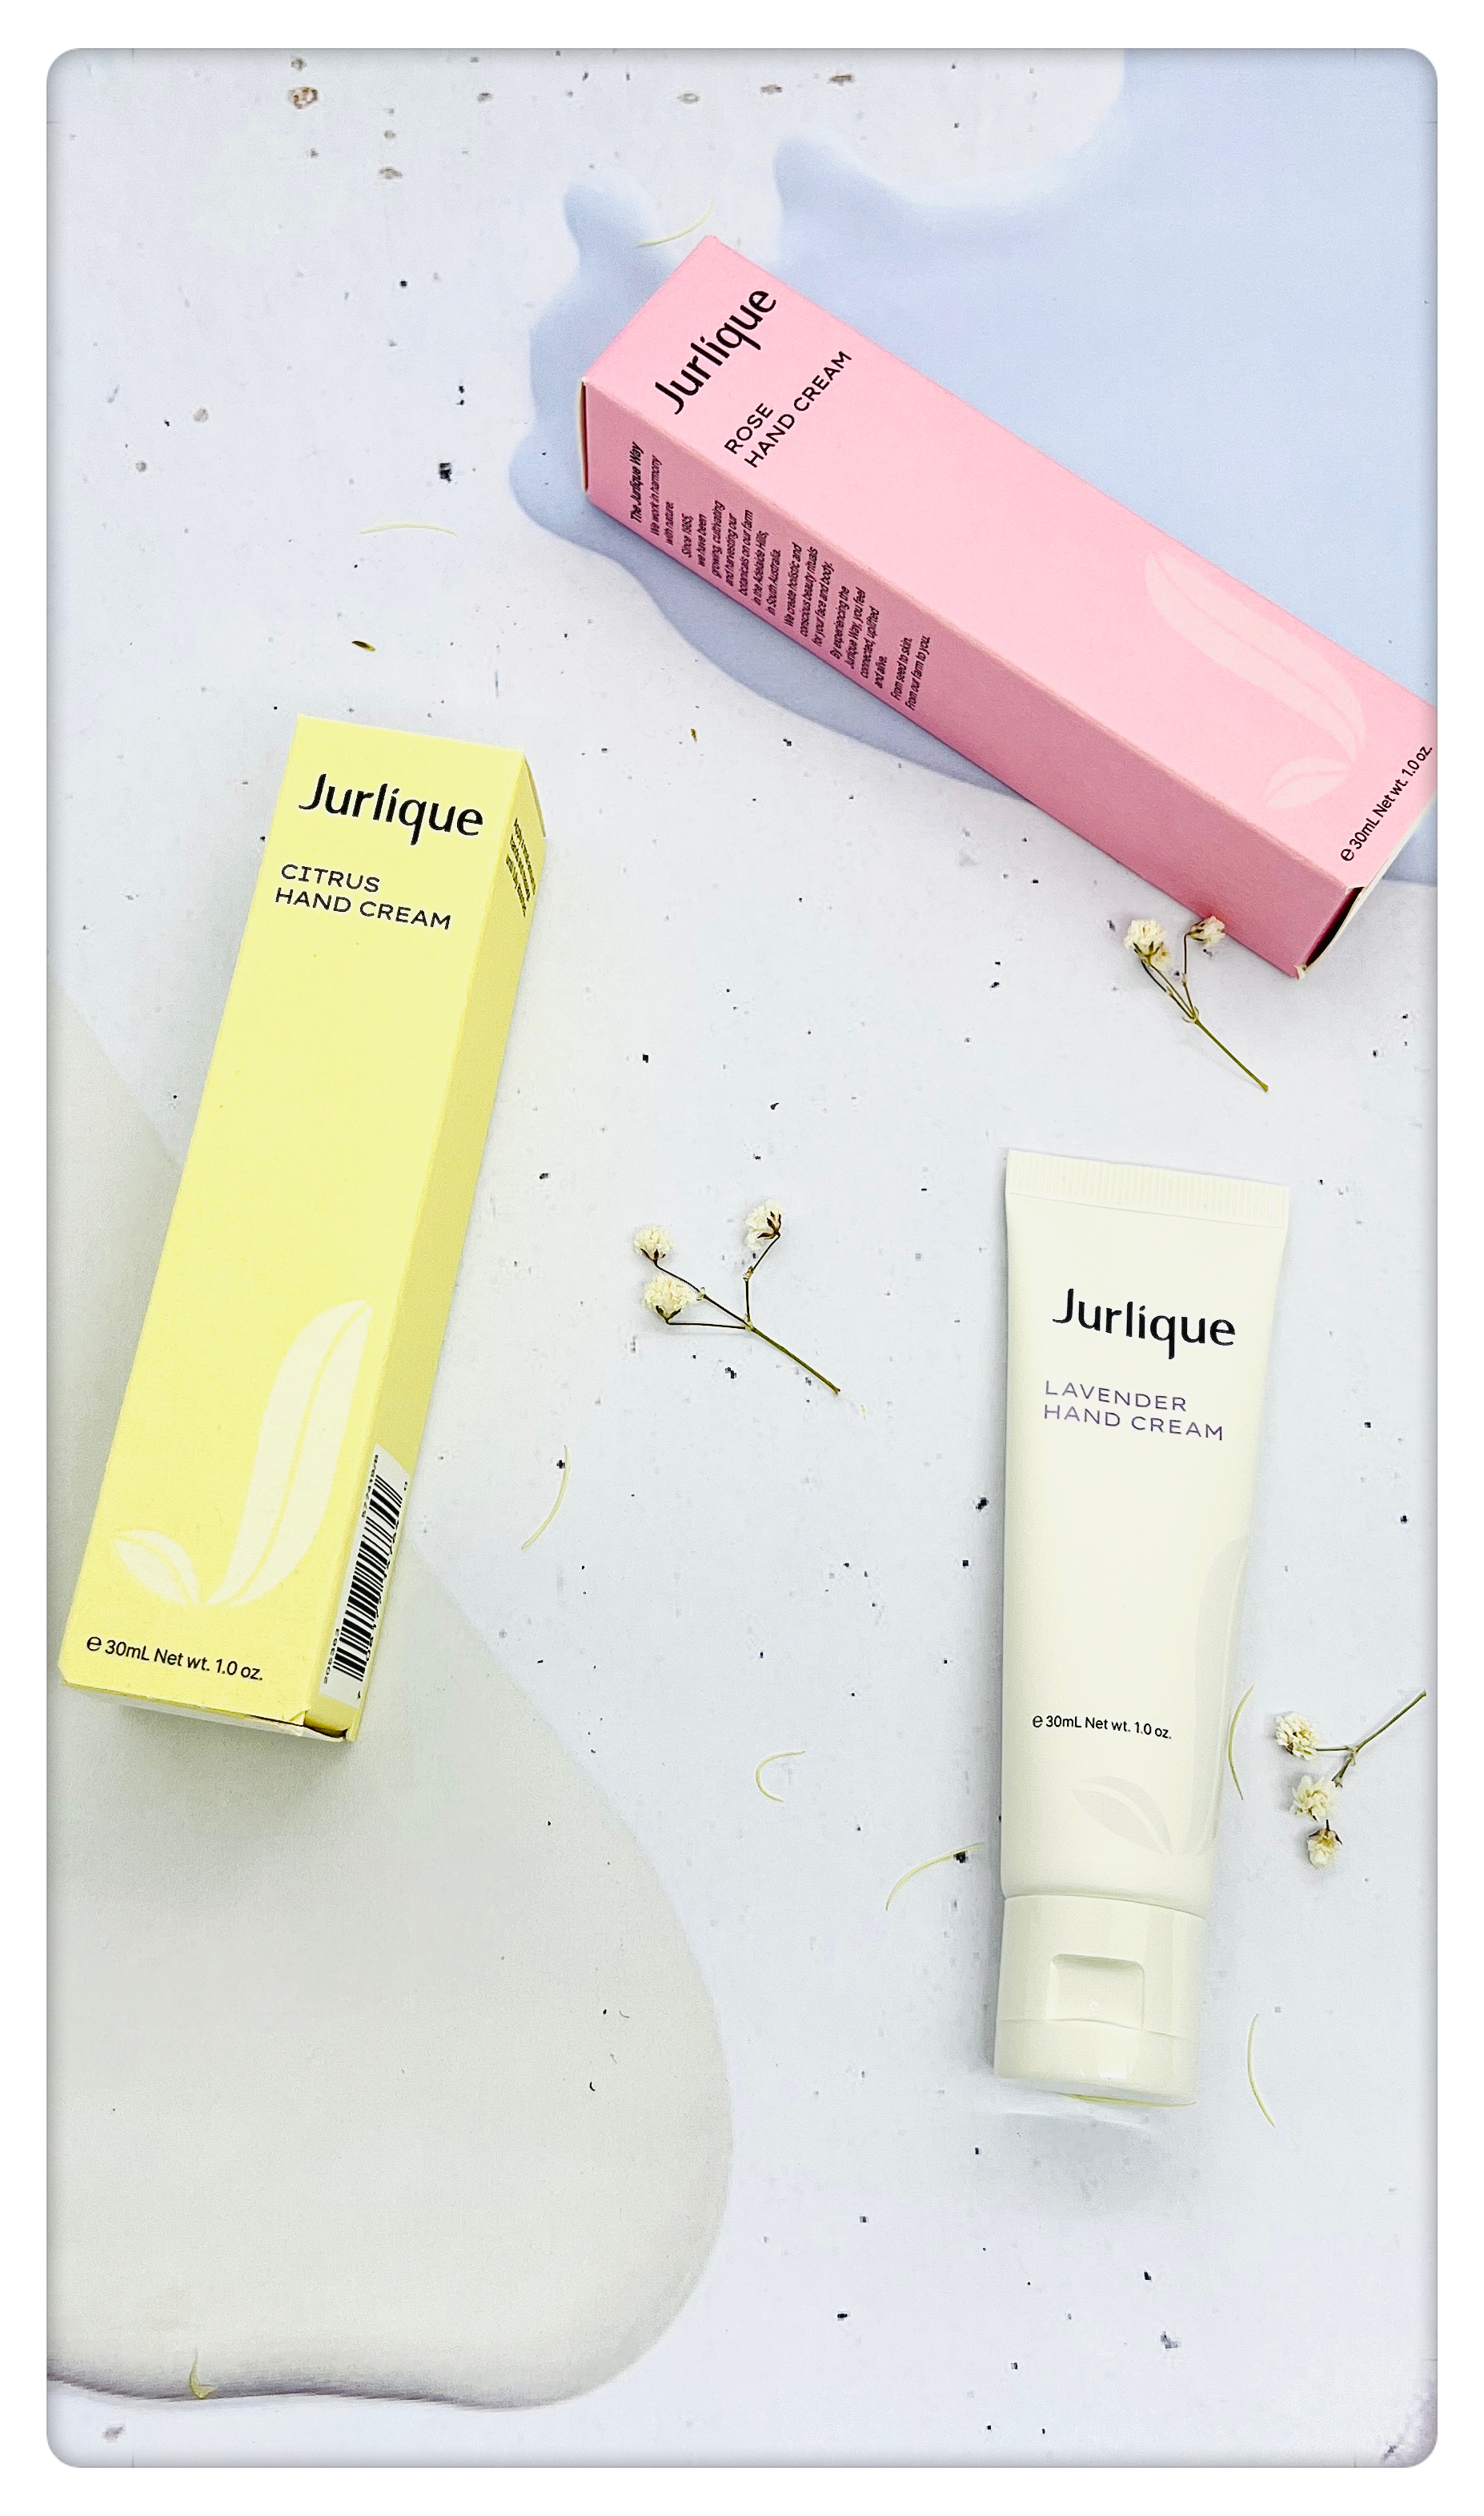 Jurlique
ROSE
HAND CREAM
The Jurlique Way
We work in harmony
with nature.
Since 1985,
we have been
growing, cultivating
and harvesting our
botanicals on our farm
in the Adelaide Hills,
in South Australia.
We create holistic and
conscious beauty rituals
for your face and body.
By experiencing the
Jurlique Way, you feel
connected, uplifted
and alive.
From seed to skin.
From our farm to you.
℮ 30mL Net wt. 1.0 oz.
Jurlique
CITRUS
HAND CREAM
℮ 30mL Net wt. 1.0 oz.
Jurlique
LAVENDER
HAND CREAM
℮ 30mL Net wt. 1.0 oz.